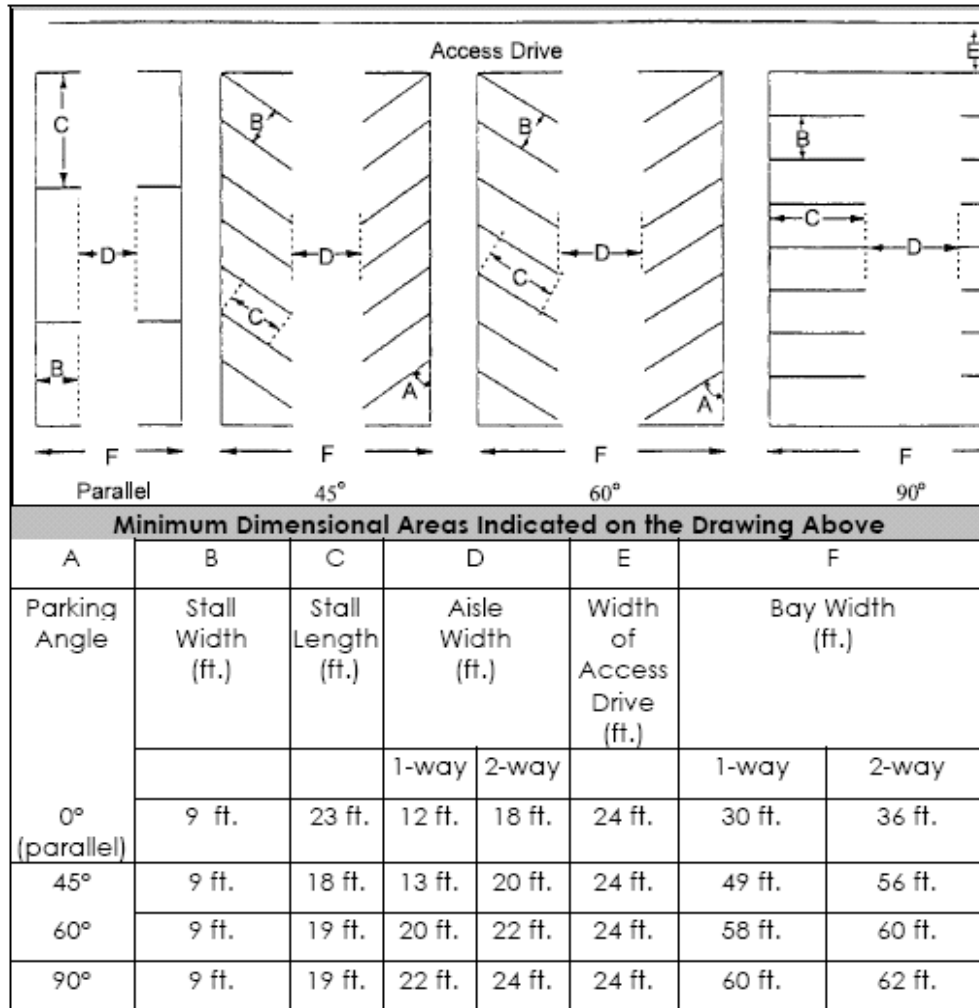 Access Drive
E
C
B
B
B
C
D
D
D
D
C
C
B
A
A
F
F
F
F
Parallel
45°
60°
90°
Minimum Dimensional Areas Indicated on the Drawing Above
A B C D E F
Parking Angle Stall Width (ft.) Stall Length (ft.) Aisle Width (ft.) Width of Access Drive (ft.) Bay Width (ft.)
1-way 2-way 1-way 2-way
0° (parallel) 9 ft. 23 ft. 12 ft. 18 ft. 24 ft. 30 ft. 36 ft.
45° 9 ft. 18 ft. 13 ft. 20 ft. 24 ft. 49 ft. 56 ft.
60° 9 ft. 19 ft. 20 ft. 22 ft. 24 ft. 58 ft. 60 ft.
90° 9 ft. 19 ft. 22 ft. 24 ft. 24 ft. 60 ft. 62 ft.